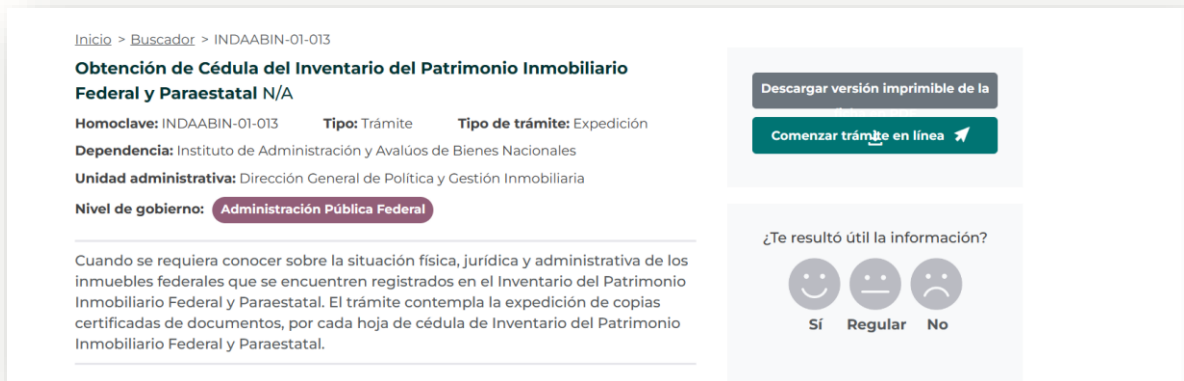 Inicio > Buscador > INDAABIN-01-013
Obtención de Cédula del Inventario del Patrimonio Inmobiliario
Federal y Paraestatal N/A
Homoclave: INDAABIN-01-013 Tipo: Trámite Tipo de trámite: Expedición
Dependencia: Instituto de Administración y Avalúos de Bienes Nacionales
Unidad administrativa: Dirección General de Política y Gestión Inmobiliaria
Nivel de gobierno: Administración Pública Federal
Cuando se requiera conocer sobre la situación física, jurídica y administrativa de los
inmuebles federales que se encuentren registrados en el Inventario del Patrimonio
Inmobiliario Federal y Paraestatal. El trámite contempla la expedición de copias
certificadas de documentos, por cada hoja de cédula de Inventario del Patrimonio
Inmobiliario Federal y Paraestatal.
Descargar versión imprimible de la
Comenzar trámite en línea
¿Te resultó útil la información?
Sí Regular No